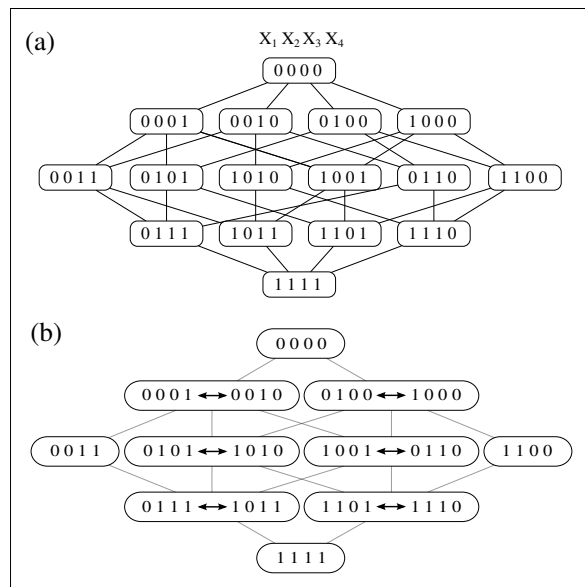 (a)
X₁ X₂ X₃ X₄
0 0 0 0
0 0 0 1 0 0 1 0 0 1 0 0 1 0 0 0
0 0 1 1 0 1 0 1 1 0 1 0 1 0 0 1 0 1 1 0 1 1 0 0
0 1 1 1 1 0 1 1 1 1 0 1 1 1 1 0
1 1 1 1
(b)
0 0 0 0
0 0 0 1 ↔ 0 0 1 0 0 1 0 0 ↔ 1 0 0 0
0 0 1 1 0 1 0 1 ↔ 1 0 1 0 1 0 0 1 ↔ 0 1 1 0 1 1 0 0
0 1 1 1 ↔ 1 0 1 1 1 1 0 1 ↔ 1 1 1 0
1 1 1 1